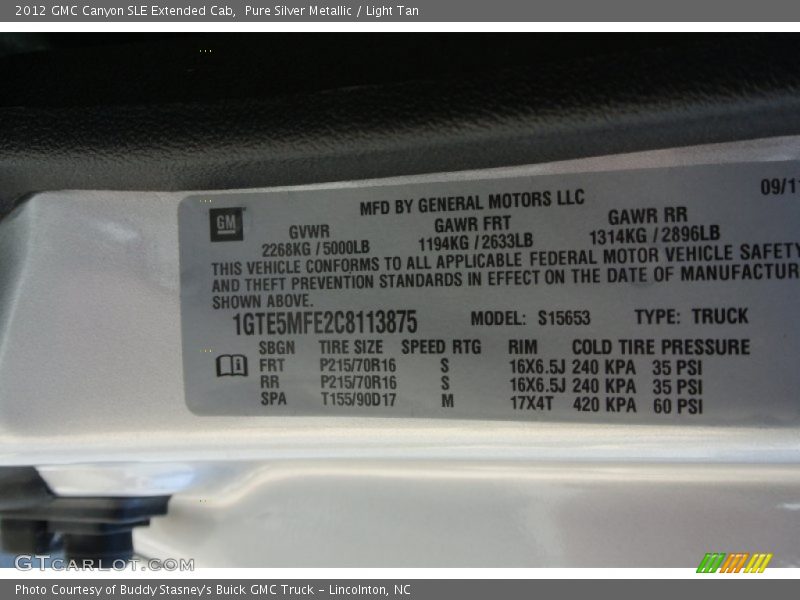 2012 GMC Canyon SLE Extended Cab, Pure Silver Metallic / Light Tan
MFD BY GENERAL MOTORS LLC
GM
GVWR GAWR FRT GAWR RR
2268KG / 5000LB 1194KG / 2633LB 1314KG / 2896LB
THIS VEHICLE CONFORMS TO ALL APPLICABLE FEDERAL MOTOR VEHICLE SAFETY
AND THEFT PREVENTION STANDARDS IN EFFECT ON THE DATE OF MANUFACTUR
SHOWN ABOVE.
1GTE5MFE2C8113875 MODEL: S15653 TYPE: TRUCK
SBGN TIRE SIZE SPEED RTG RIM COLD TIRE PRESSURE
FRT P215/70R16 S 16X6.5J 240 KPA 35 PSI
RR P215/70R16 S 16X6.5J 240 KPA 35 PSI
SPA T155/90D17 M 17X4T 420 KPA 60 PSI
GTCARLOT.COM
Photo Courtesy of Buddy Stasney's Buick GMC Truck - Lincolnton, NC